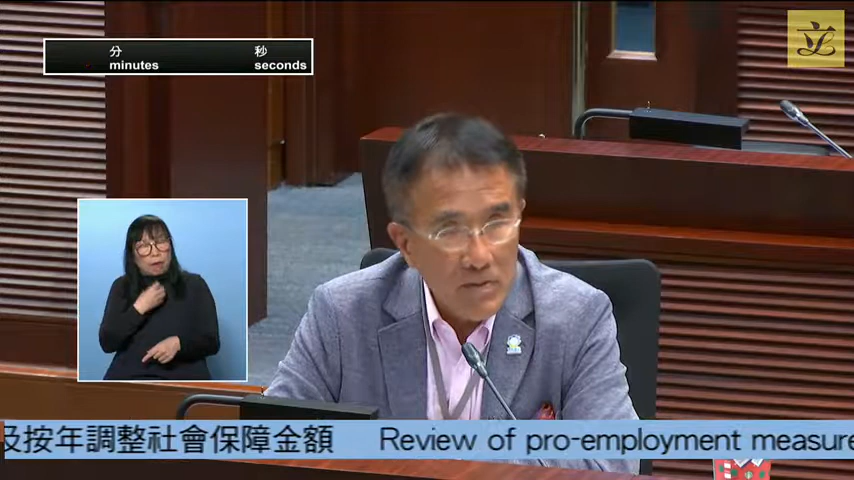 分 秒
minutes seconds
立
及按年調整社會保障金額 Review of pro-employment measure